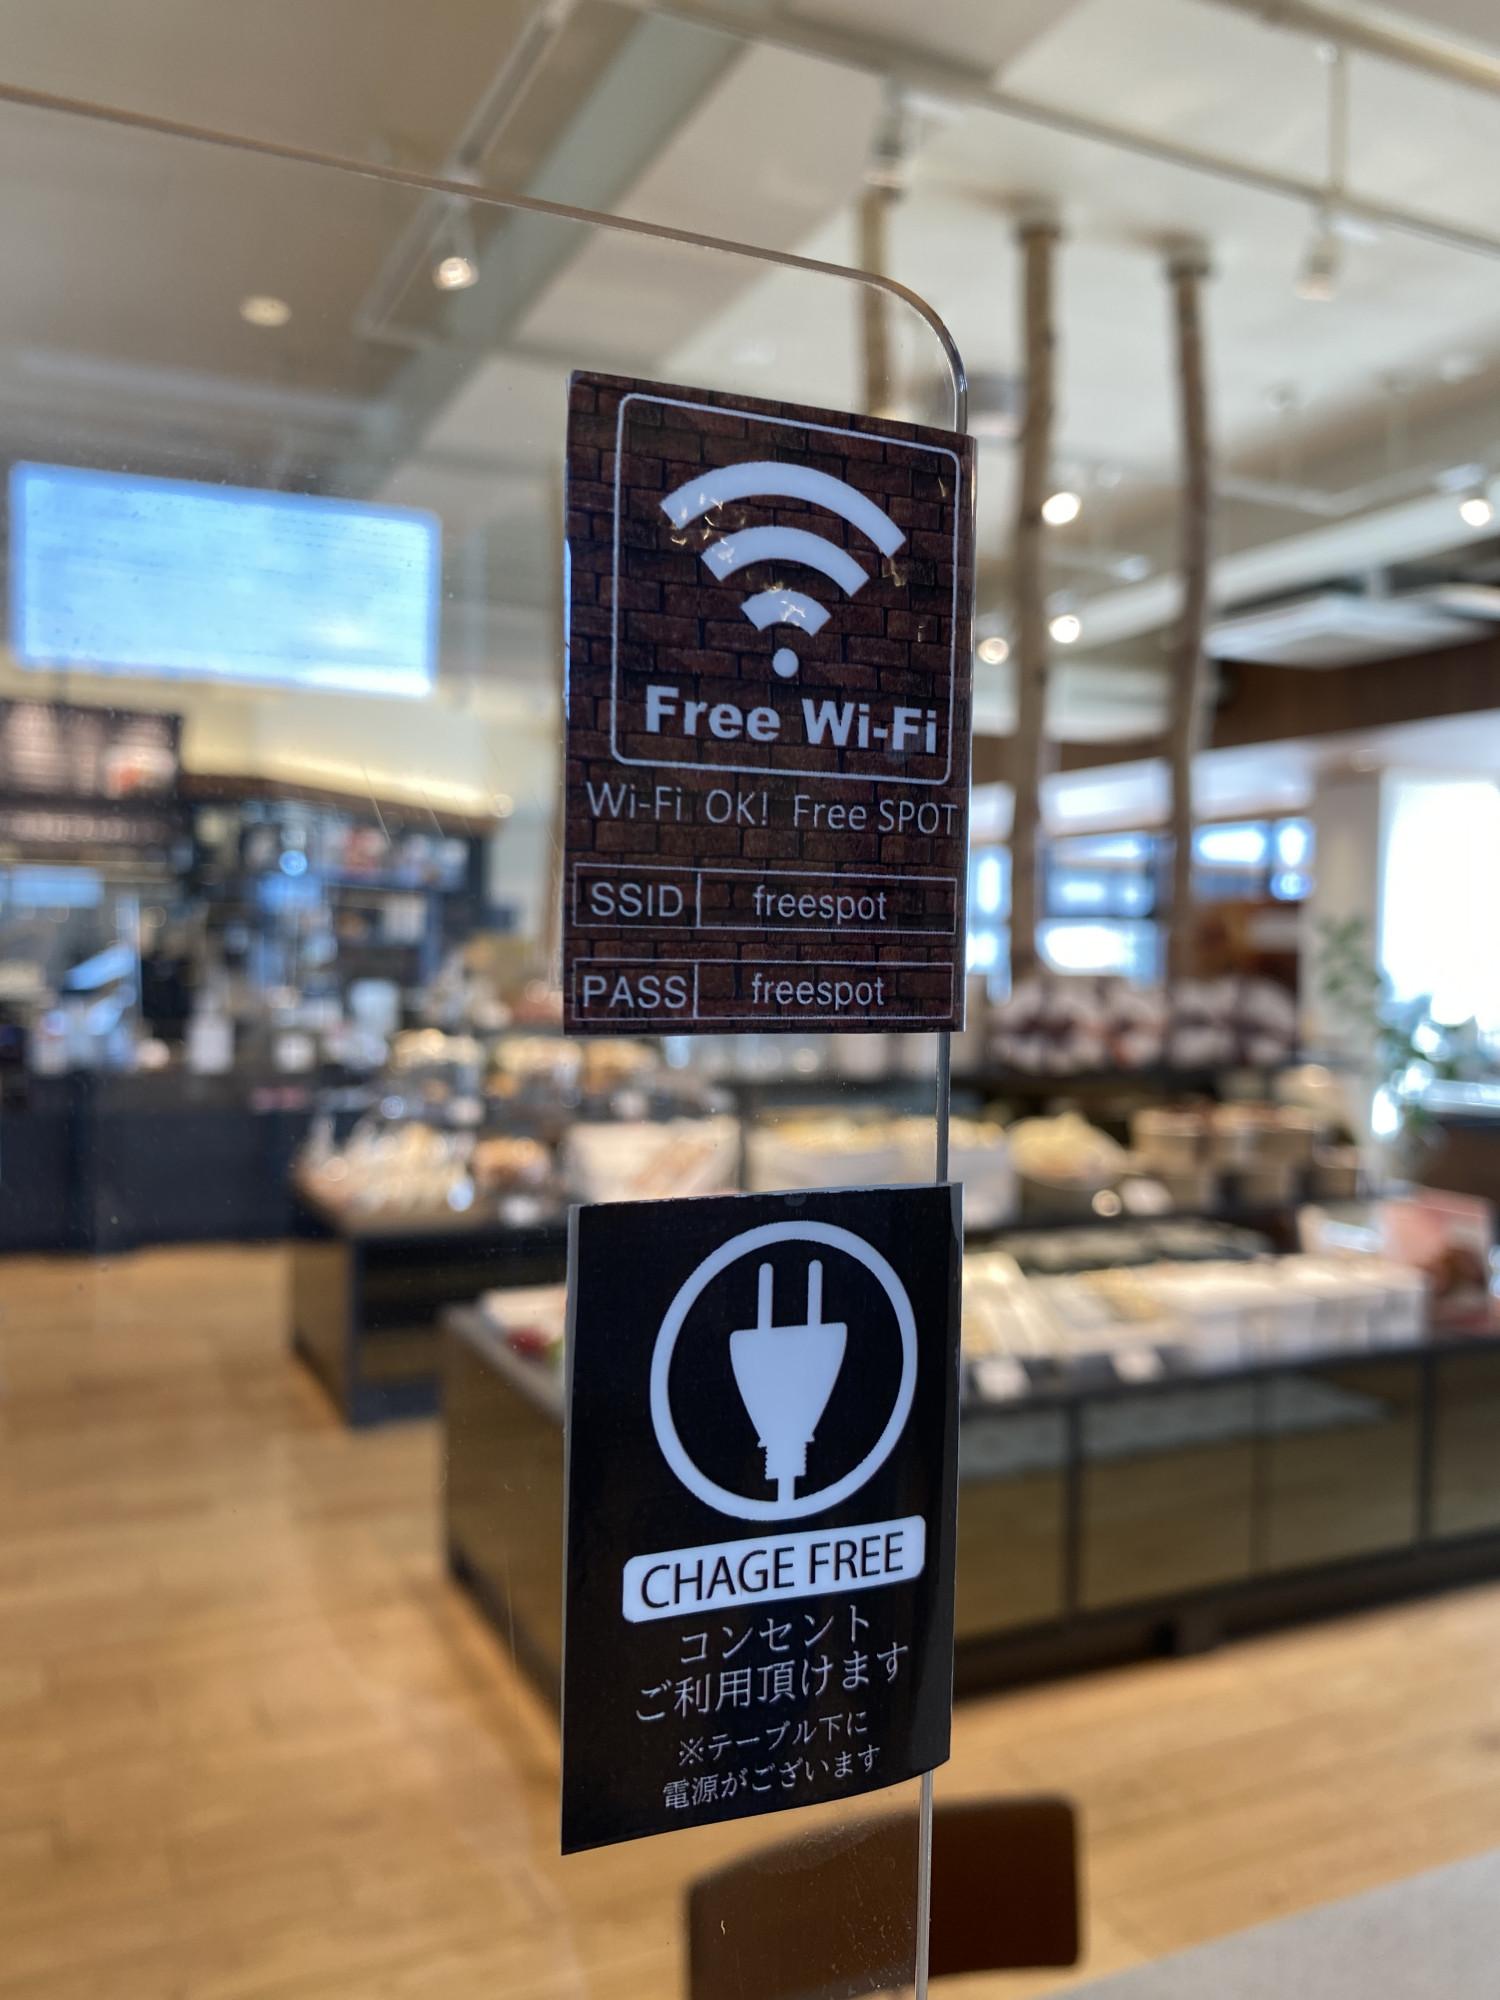 Free Wi-Fi
Wi-Fi OK! Free SPOT
SSID freespot
PASS freespot
CHAGE FREE
コンセント
ご利用頂けます
※テーブル下に
電源がございます